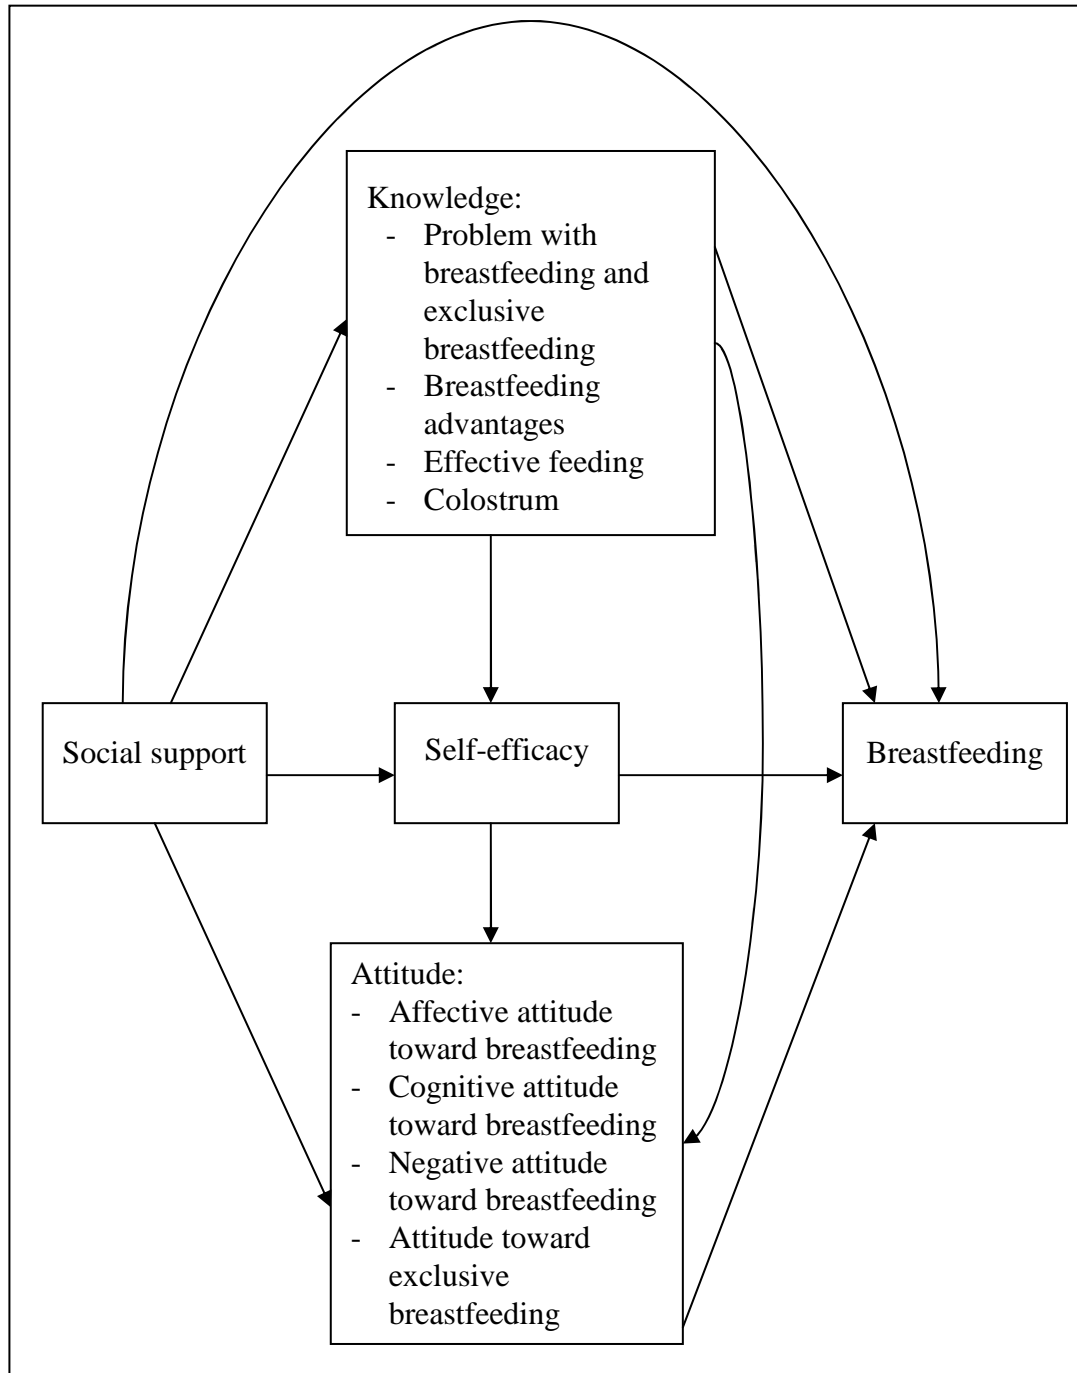 Knowledge:
- Problem with
breastfeeding and
exclusive
breastfeeding
- Breastfeeding
advantages
- Effective feeding
- Colostrum
Social support
Self-efficacy
Breastfeeding
Attitude:
- Affective attitude
toward breastfeeding
- Cognitive attitude
toward breastfeeding
- Negative attitude
toward breastfeeding
- Attitude toward
exclusive
breastfeeding